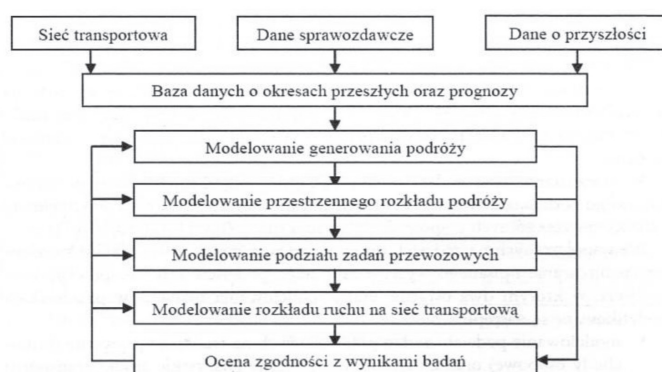 Sieć transportowa
Dane sprawozdawcze
Dane o przyszłości
Baza danych o okresach przeszłych oraz prognozy
Modelowanie generowania podróży
Modelowanie przestrzennego rozkładu podróży
Modelowanie podziału zadań przewozowych
Modelowanie rozkładu ruchu na sieć transportową
Ocena zgodności z wynikami badań